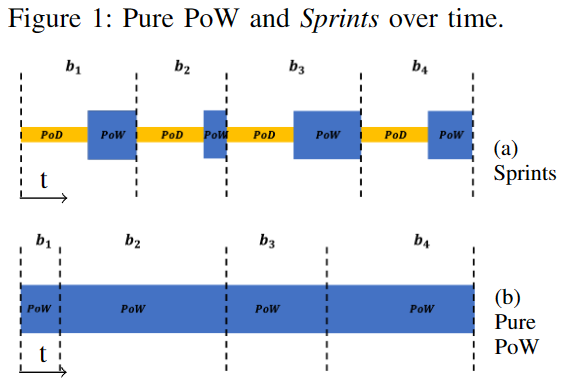 Figure 1: Pure PoW and Sprints over time.
b₁ b₂ b₃ b₄
PoD PoW PoD PoW PoD PoW PoD PoW
(a)
Sprints
t
b₁ b₂ b₃ b₄
PoW PoW PoW PoW
(b)
Pure
PoW
t